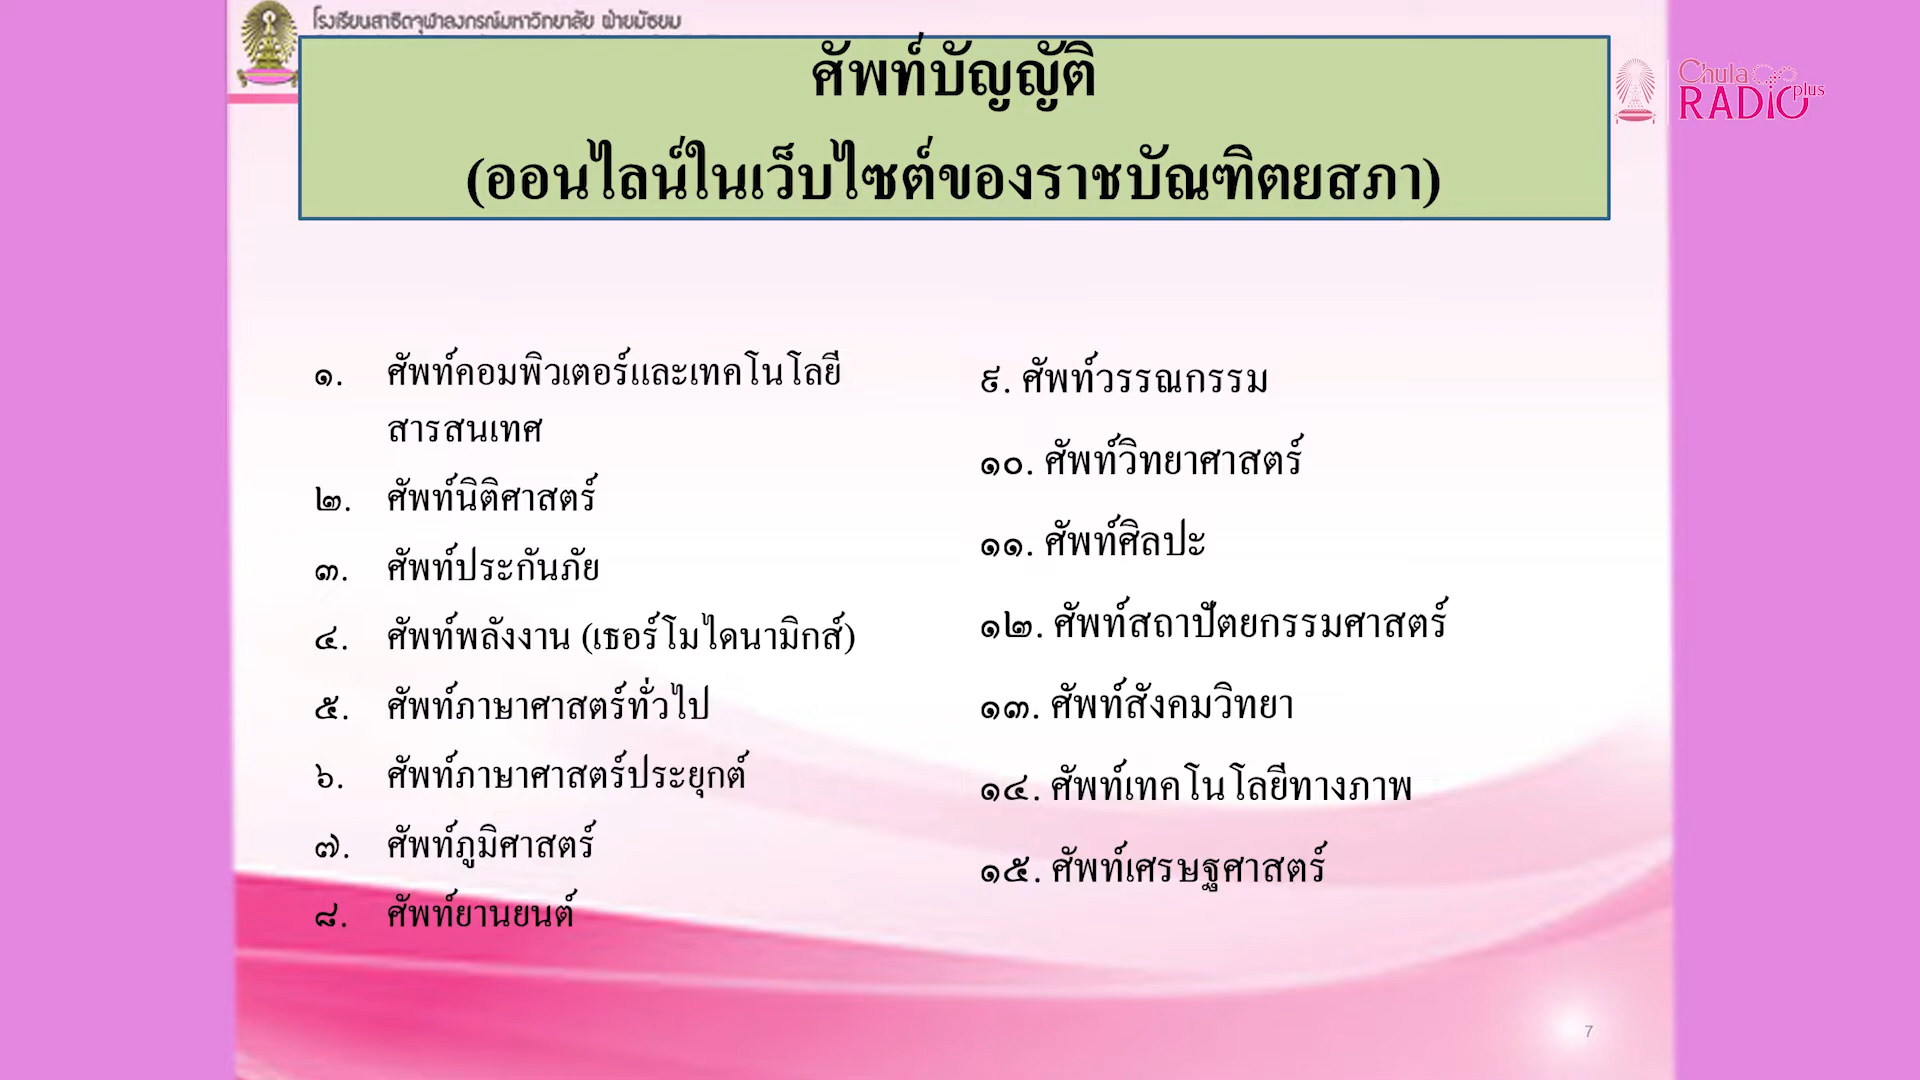 โรงเรียนสาธิตจุฬาลงกรณ์มหาวิทยาลัย ฝ่ายมัธยม
ศัพท์บัญญัติ
(ออนไลน์ในเว็บไซต์ของราชบัณฑิตยสภา)
Chula
RADIO plus
๑. ศัพท์คอมพิวเตอร์และเทคโนโลยี
สารสนเทศ
๒. ศัพท์นิติศาสตร์
๓. ศัพท์ประกันภัย
๔. ศัพท์พลังงาน (เธอร์โมไดนามิกส์)
๕. ศัพท์ภาษาศาสตร์ทั่วไป
๖. ศัพท์ภาษาศาสตร์ประยุกต์
๗. ศัพท์ภูมิศาสตร์
๘. ศัพท์ยานยนต์
๙. ศัพท์วรรณกรรม
๑๐. ศัพท์วิทยาศาสตร์
๑๑. ศัพท์ศิลปะ
๑๒. ศัพท์สถาปัตยกรรมศาสตร์
๑๓. ศัพท์สังคมวิทยา
๑๔. ศัพท์เทคโนโลยีทางภาพ
๑๕. ศัพท์เศรษฐศาสตร์
7